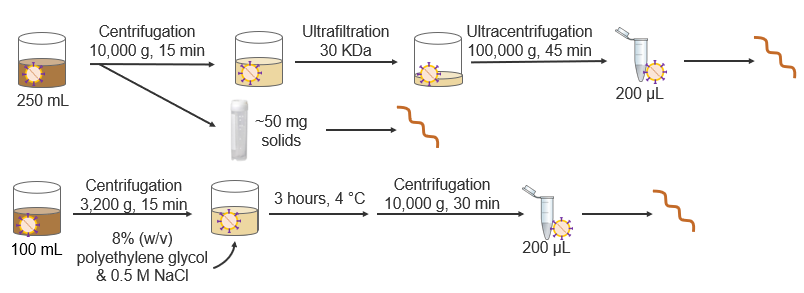 Centrifugation
10,000 g, 15 min
Ultrafiltration
30 KDa
Ultracentrifugation
100,000 g, 45 min
250 mL
200 µL
~50 mg
solids
Centrifugation
3,200 g, 15 min
3 hours, 4 °C
Centrifugation
10,000 g, 30 min
100 mL
8% (w/v)
polyethylene glycol
& 0.5 M NaCl
200 µL